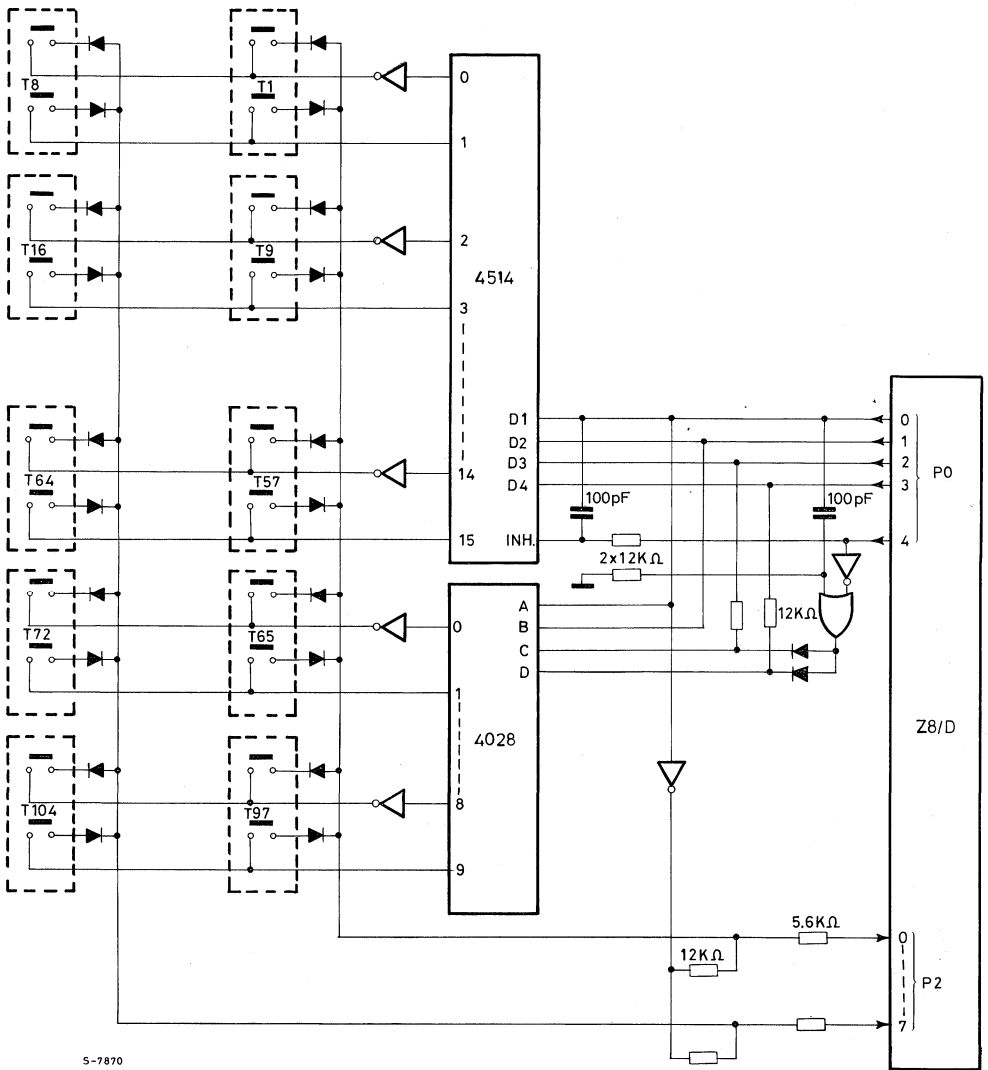 T8
T1
0
1
T16
T9
2
3
4514
T64
T57
14
15
D1
D2
D3
D4
INH.
100pF
100pF
2x12KΩ
12KΩ
0
1
2
3
4
P0
T72
T65
0
1
A
B
C
D
4028
Z8/D
T104
T97
8
9
5.6KΩ
12KΩ
0
7
P2
S-7870